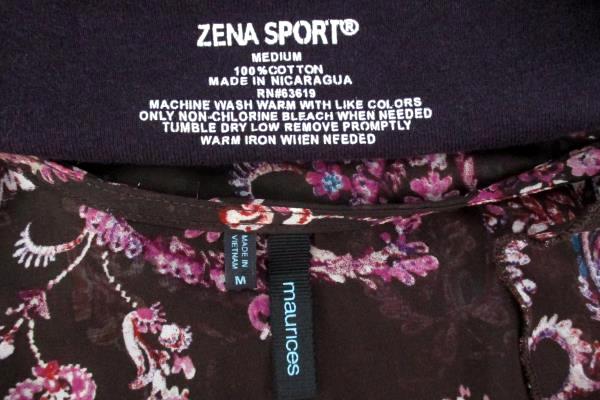 ZENA SPORT®
MEDIUM
100% COTTON
MADE IN NICARAGUA
RN#63619
MACHINE WASH WARM WITH LIKE COLORS
ONLY NON-CHLORINE BLEACH WHEN NEEDED
TUMBLE DRY LOW REMOVE PROMPTLY
WARM IRON WHEN NEEDED
MADE IN
VIETNAM
M
maurices